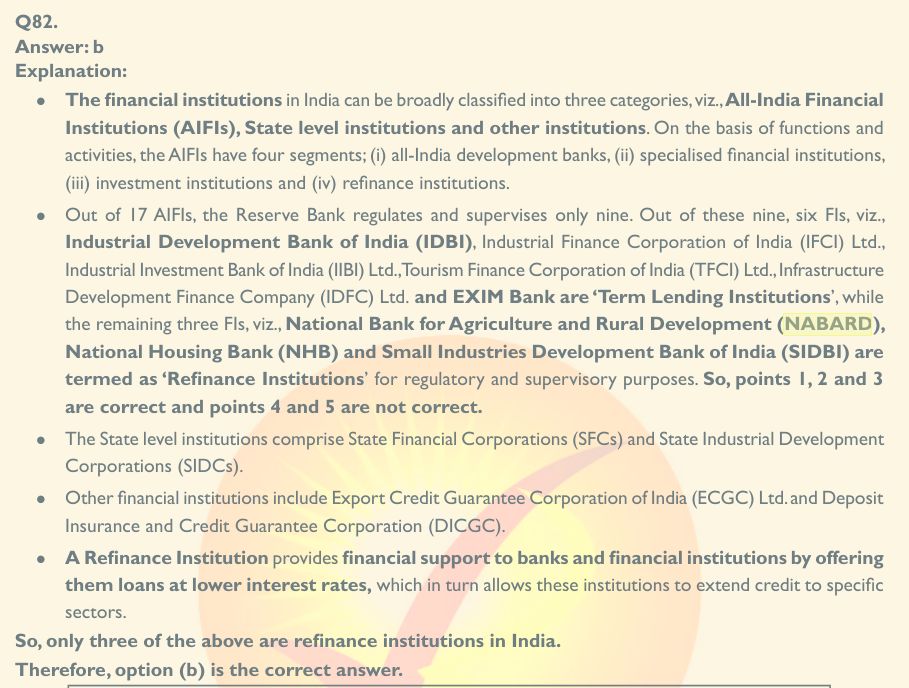 Q82.
Answer: b
Explanation:
• The financial institutions in India can be broadly classified into three categories, viz., All-India Financial
Institutions (AIFIs), State level institutions and other institutions. On the basis of functions and
activities, the AIFIs have four segments; (i) all-India development banks, (ii) specialised financial institutions,
(iii) investment institutions and (iv) refinance institutions.
• Out of 17 AIFIs, the Reserve Bank regulates and supervises only nine. Out of these nine, six FIs, viz.,
Industrial Development Bank of India (IDBI), Industrial Finance Corporation of India (IFCI) Ltd.,
Industrial Investment Bank of India (IIBI) Ltd., Tourism Finance Corporation of India (TFCI) Ltd., Infrastructure
Development Finance Company (IDFC) Ltd. and EXIM Bank are ‘Term Lending Institutions’, while
the remaining three FIs, viz., National Bank for Agriculture and Rural Development (NABARD),
National Housing Bank (NHB) and Small Industries Development Bank of India (SIDBI) are
termed as ‘Refinance Institutions’ for regulatory and supervisory purposes. So, points 1, 2 and 3
are correct and points 4 and 5 are not correct.
• The State level institutions comprise State Financial Corporations (SFCs) and State Industrial Development
Corporations (SIDCs).
• Other financial institutions include Export Credit Guarantee Corporation of India (ECGC) Ltd. and Deposit
Insurance and Credit Guarantee Corporation (DICGC).
• A Refinance Institution provides financial support to banks and financial institutions by offering
them loans at lower interest rates, which in turn allows these institutions to extend credit to specific
sectors.
So, only three of the above are refinance institutions in India.
Therefore, option (b) is the correct answer.